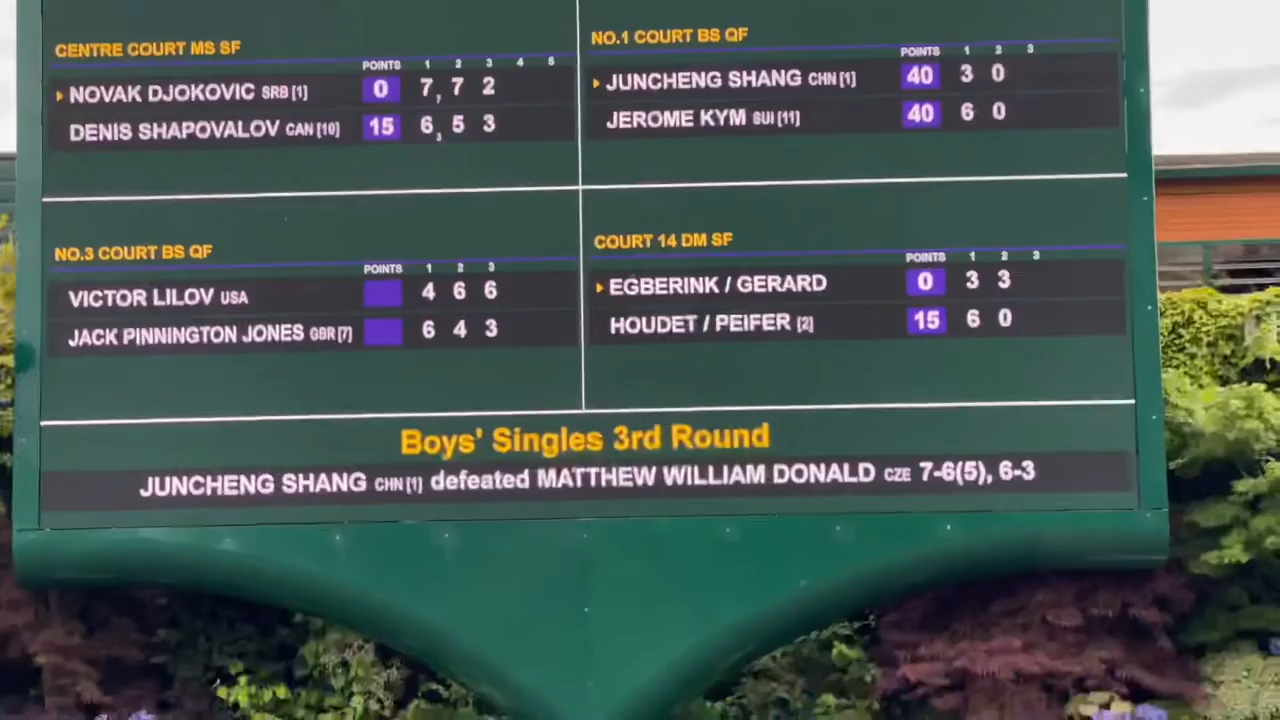 CENTRE COURT MS SF
POINTS 1 2 3 4 5
NOVAK DJOKOVIC SRB [1] 0 7 7 2
DENIS SHAPOVALOV CAN [10] 15 6 3 5 3
NO.1 COURT BS QF
POINTS 1 2 3
JUNCHENG SHANG CHN [1] 40 3 0
JEROME KYM SUI [11] 40 6 0
NO.3 COURT BS QF
POINTS 1 2 3
VICTOR LILOV USA 4 6 6
JACK PINNINGTON JONES GBR [7] 6 4 3
COURT 14 DM SF
POINTS 1 2 3
EGBERINK / GERARD 0 3 3
HOUDET / PEIFER [2] 15 6 0
Boys' Singles 3rd Round
JUNCHENG SHANG CHN [1] defeated MATTHEW WILLIAM DONALD CZE 7-6(5), 6-3